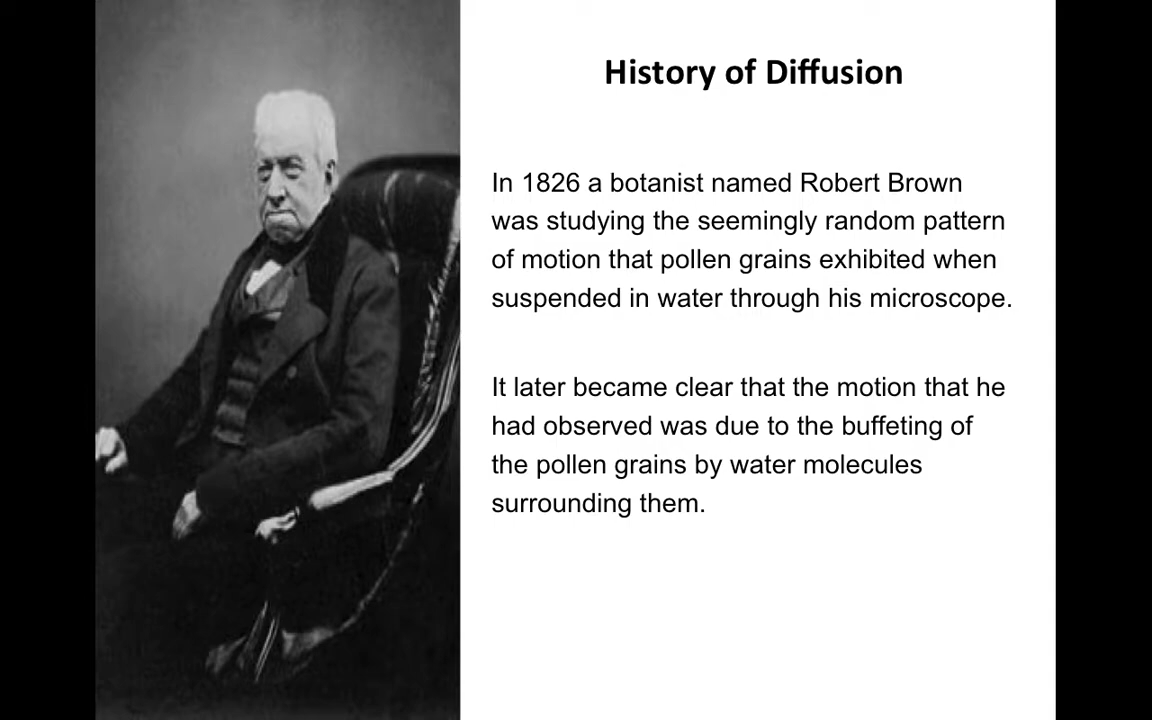 History of Diffusion
In 1826 a botanist named Robert Brown
was studying the seemingly random pattern
of motion that pollen grains exhibited when
suspended in water through his microscope.
It later became clear that the motion that he
had observed was due to the buffeting of
the pollen grains by water molecules
surrounding them.